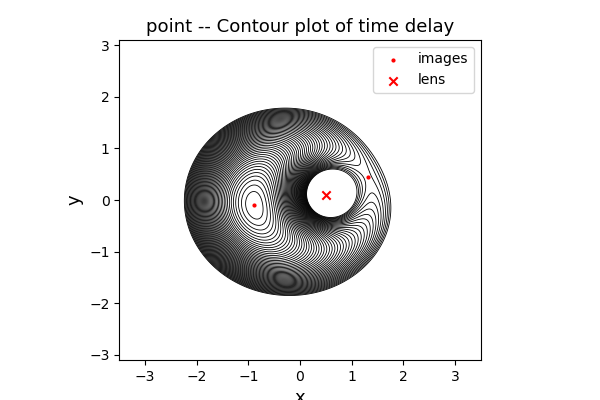 point -- Contour plot of time delay
images
lens
3
2
1
0
−1
−2
−3
y
−3 −2 −1 0 1 2 3
x